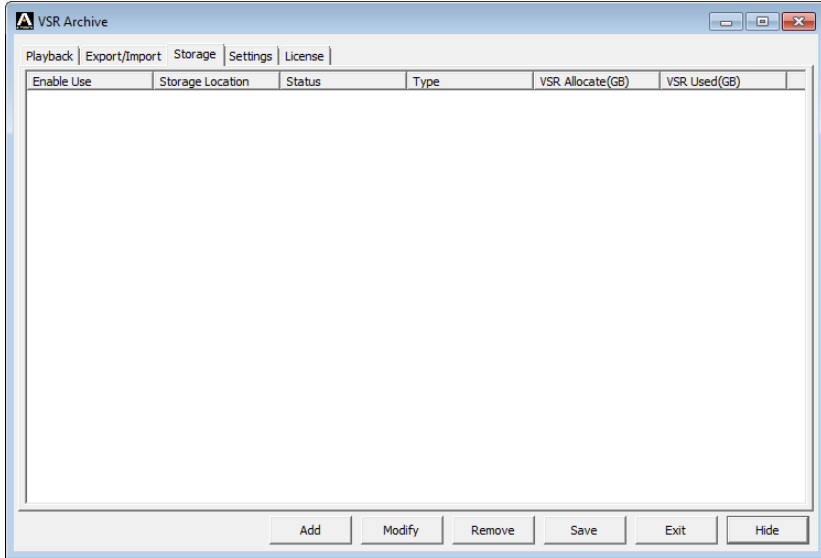 VSR Archive
Playback Export/Import Storage Settings License
Enable Use Storage Location Status Type VSR Allocate(GB) VSR Used(GB)
Add Modify Remove Save Exit Hide